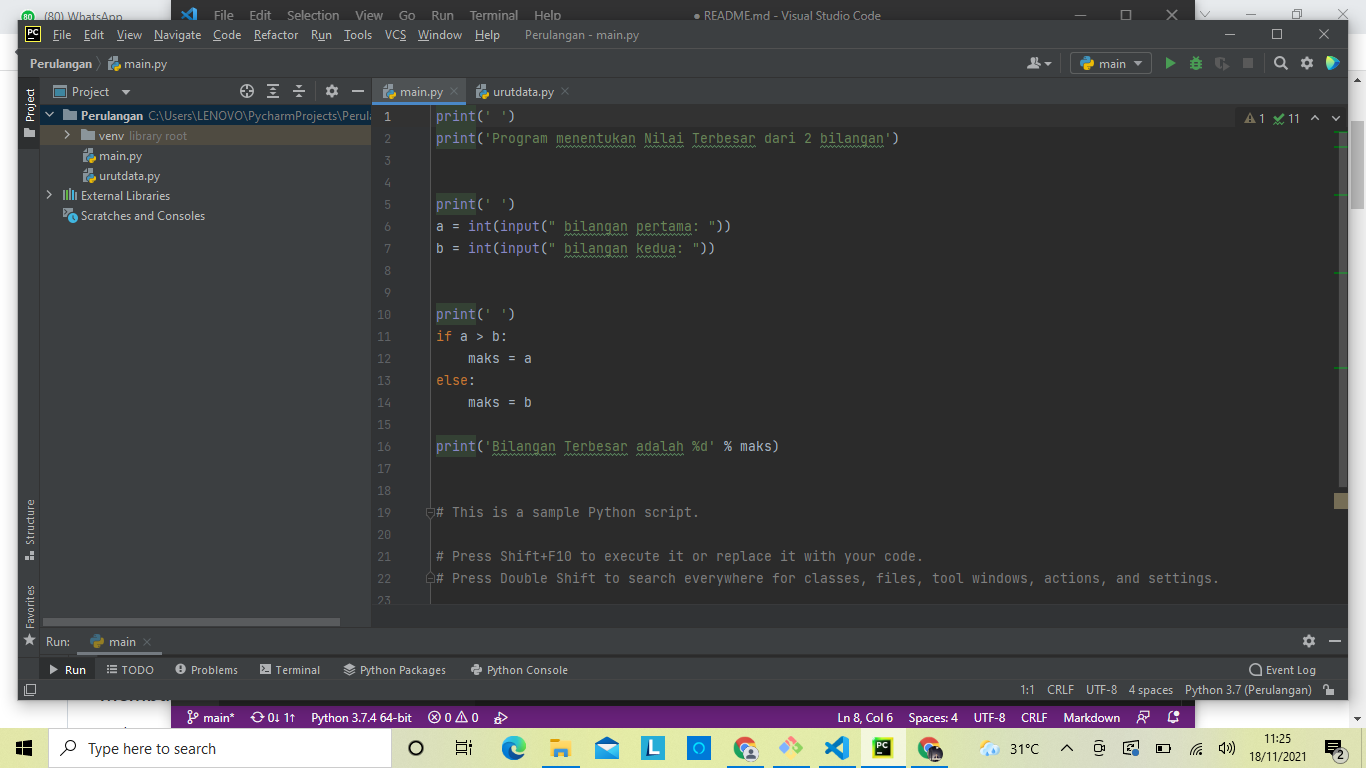 (80) WhatsApp
File Edit Selection View Go Run Terminal Help ● README.md - Visual Studio Code
PC File Edit View Navigate Code Refactor Run Tools VCS Window Help Perulangan - main.py
Perulangan main.py main
Project main.py urutdata.py
Project
Perulangan C:\Users\LENOVO\PycharmProjects\Perula
venv library root
main.py
urutdata.py
External Libraries
Scratches and Consoles
1 print(' ') 1 11
2 print('Program menentukan Nilai Terbesar dari 2 bilangan')
3
4
5 print(' ')
6 a = int(input(" bilangan pertama: "))
7 b = int(input(" bilangan kedua: "))
8
9
10 print(' ')
11 if a > b:
12 maks = a
13 else:
14 maks = b
15
16 print('Bilangan Terbesar adalah %d' % maks)
17
18
19 # This is a sample Python script.
20
21 # Press Shift+F10 to execute it or replace it with your code.
22 # Press Double Shift to search everywhere for classes, files, tool windows, actions, and settings.
23
Structure
Favorites
Run: main
Run TODO Problems Terminal Python Packages Python Console Event Log
1:1 CRLF UTF-8 4 spaces Python 3.7 (Perulangan)
main* 0↓ 1↑ Python 3.7.4 64-bit 0 0 Ln 8, Col 6 Spaces: 4 UTF-8 CRLF Markdown
Type here to search L PC 31°C 11:25
18/11/2021 2